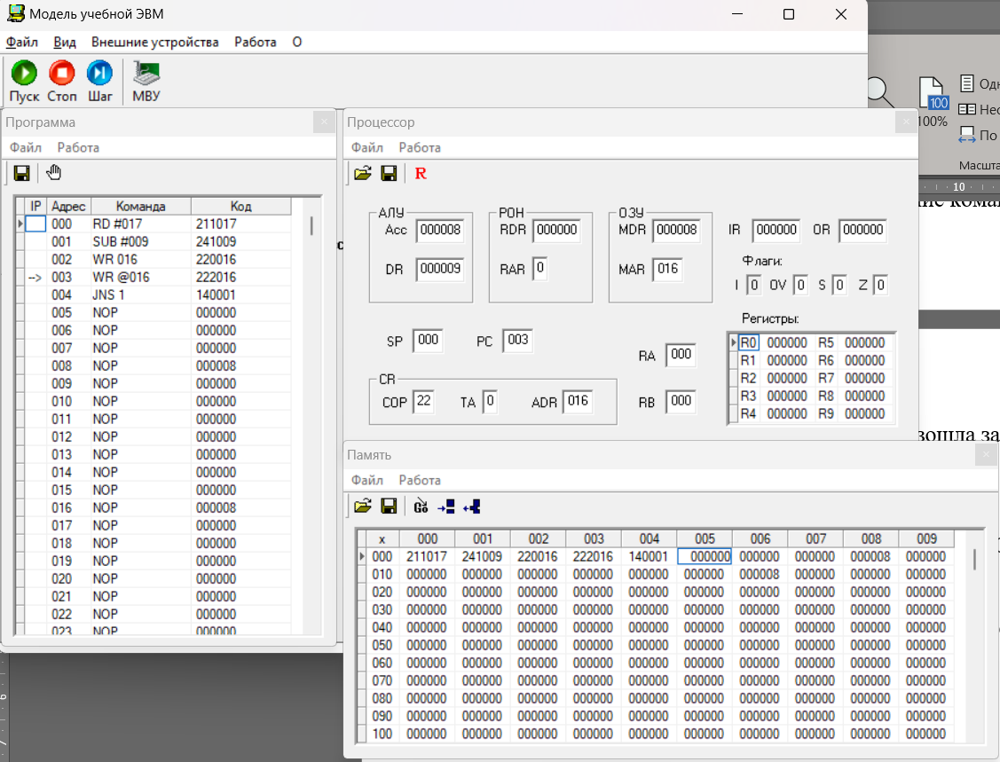 Модель учебной ЭВМ
Файл Вид Внешние устройства Работа О
Пуск Стоп Шаг МВУ
100
100%
По
Масшта
10
Программа
Файл Работа
IP Адрес Команда Код
000 RD #017 211017
001 SUB #009 241009
002 WR 016 220016
--> 003 WR @016 222016
004 JNS 1 140001
005 NOP 000000
006 NOP 000000
007 NOP 000000
008 NOP 000008
009 NOP 000000
010 NOP 000000
011 NOP 000000
012 NOP 000000
013 NOP 000000
014 NOP 000000
015 NOP 000000
016 NOP 000008
017 NOP 000000
018 NOP 000000
019 NOP 000000
020 NOP 000000
021 NOP 000000
022 NOP 000000
023 NOP 000000
Процессор
Файл Работа
R
АЛУ РОН ОЗУ
Acc 000008 RDR 000000 MDR 000008 IR 000000 OR 000000
DR 000009 RAR 0 MAR 016
Флаги:
I 0 OV 0 S 0 Z 0
SP 000 PC 003 RA 000
CR
COP 22 TA 0 ADR 016 RB 000
Регистры:
R0 000000 R5 000000
R1 000000 R6 000000
R2 000000 R7 000000
R3 000000 R8 000000
R4 000000 R9 000000
Память
Файл Работа
Go
x 000 001 002 003 004 005 006 007 008 009
000 211017 241009 220016 222016 140001 000000 000000 000000 000008 000000
010 000000 000000 000000 000000 000000 000000 000008 000000 000000 000000
020 000000 000000 000000 000000 000000 000000 000000 000000 000000 000000
030 000000 000000 000000 000000 000000 000000 000000 000000 000000 000000
040 000000 000000 000000 000000 000000 000000 000000 000000 000000 000000
050 000000 000000 000000 000000 000000 000000 000000 000000 000000 000000
060 000000 000000 000000 000000 000000 000000 000000 000000 000000 000000
070 000000 000000 000000 000000 000000 000000 000000 000000 000000 000000
080 000000 000000 000000 000000 000000 000000 000000 000000 000000 000000
090 000000 000000 000000 000000 000000 000000 000000 000000 000000 000000
100 000000 000000 000000 000000 000000 000000 000000 000000 000000 000000